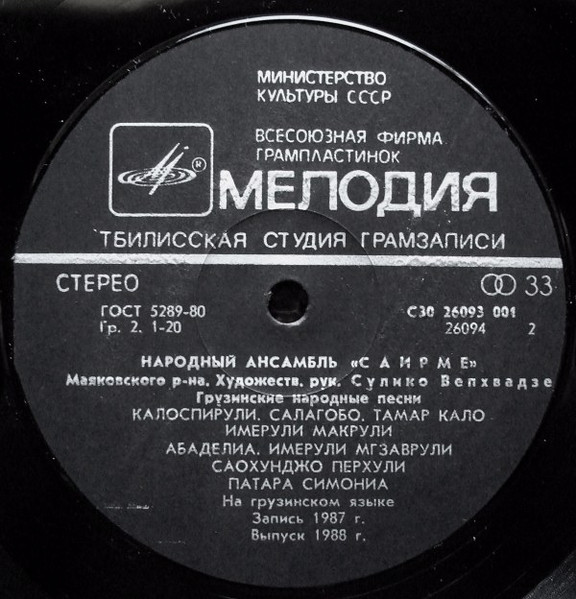 МИНИСТЕРСТВО
КУЛЬТУРЫ СССР
ВСЕСОЮЗНАЯ ФИРМА
ГРАМПЛАСТИНОК
®
МЕЛОДИЯ
ТБИЛИССКАЯ СТУДИЯ ГРАМЗАПИСИ
СТЕРЕО 33
ГОСТ 5289-80 С30 26093 001
Гр. 2. 1-20 26094 2
НАРОДНЫЙ АНСАМБЛЬ «САИРМЕ»
Маяковского р-на. Художеств. рук. Сулико Вепхвадзе
Грузинские народные песни
КАЛОСПИРУЛИ. САЛАГОБО. ТАМАР КАЛО
ИМЕРУЛИ МАКРУЛИ
АБАДЕЛИА. ИМЕРУЛИ МГЗАВРУЛИ
САОХУНДЖО ПЕРХУЛИ
ПАТАРА СИМОНИА
На грузинском языке
Запись 1987 г.
Выпуск 1988 г.